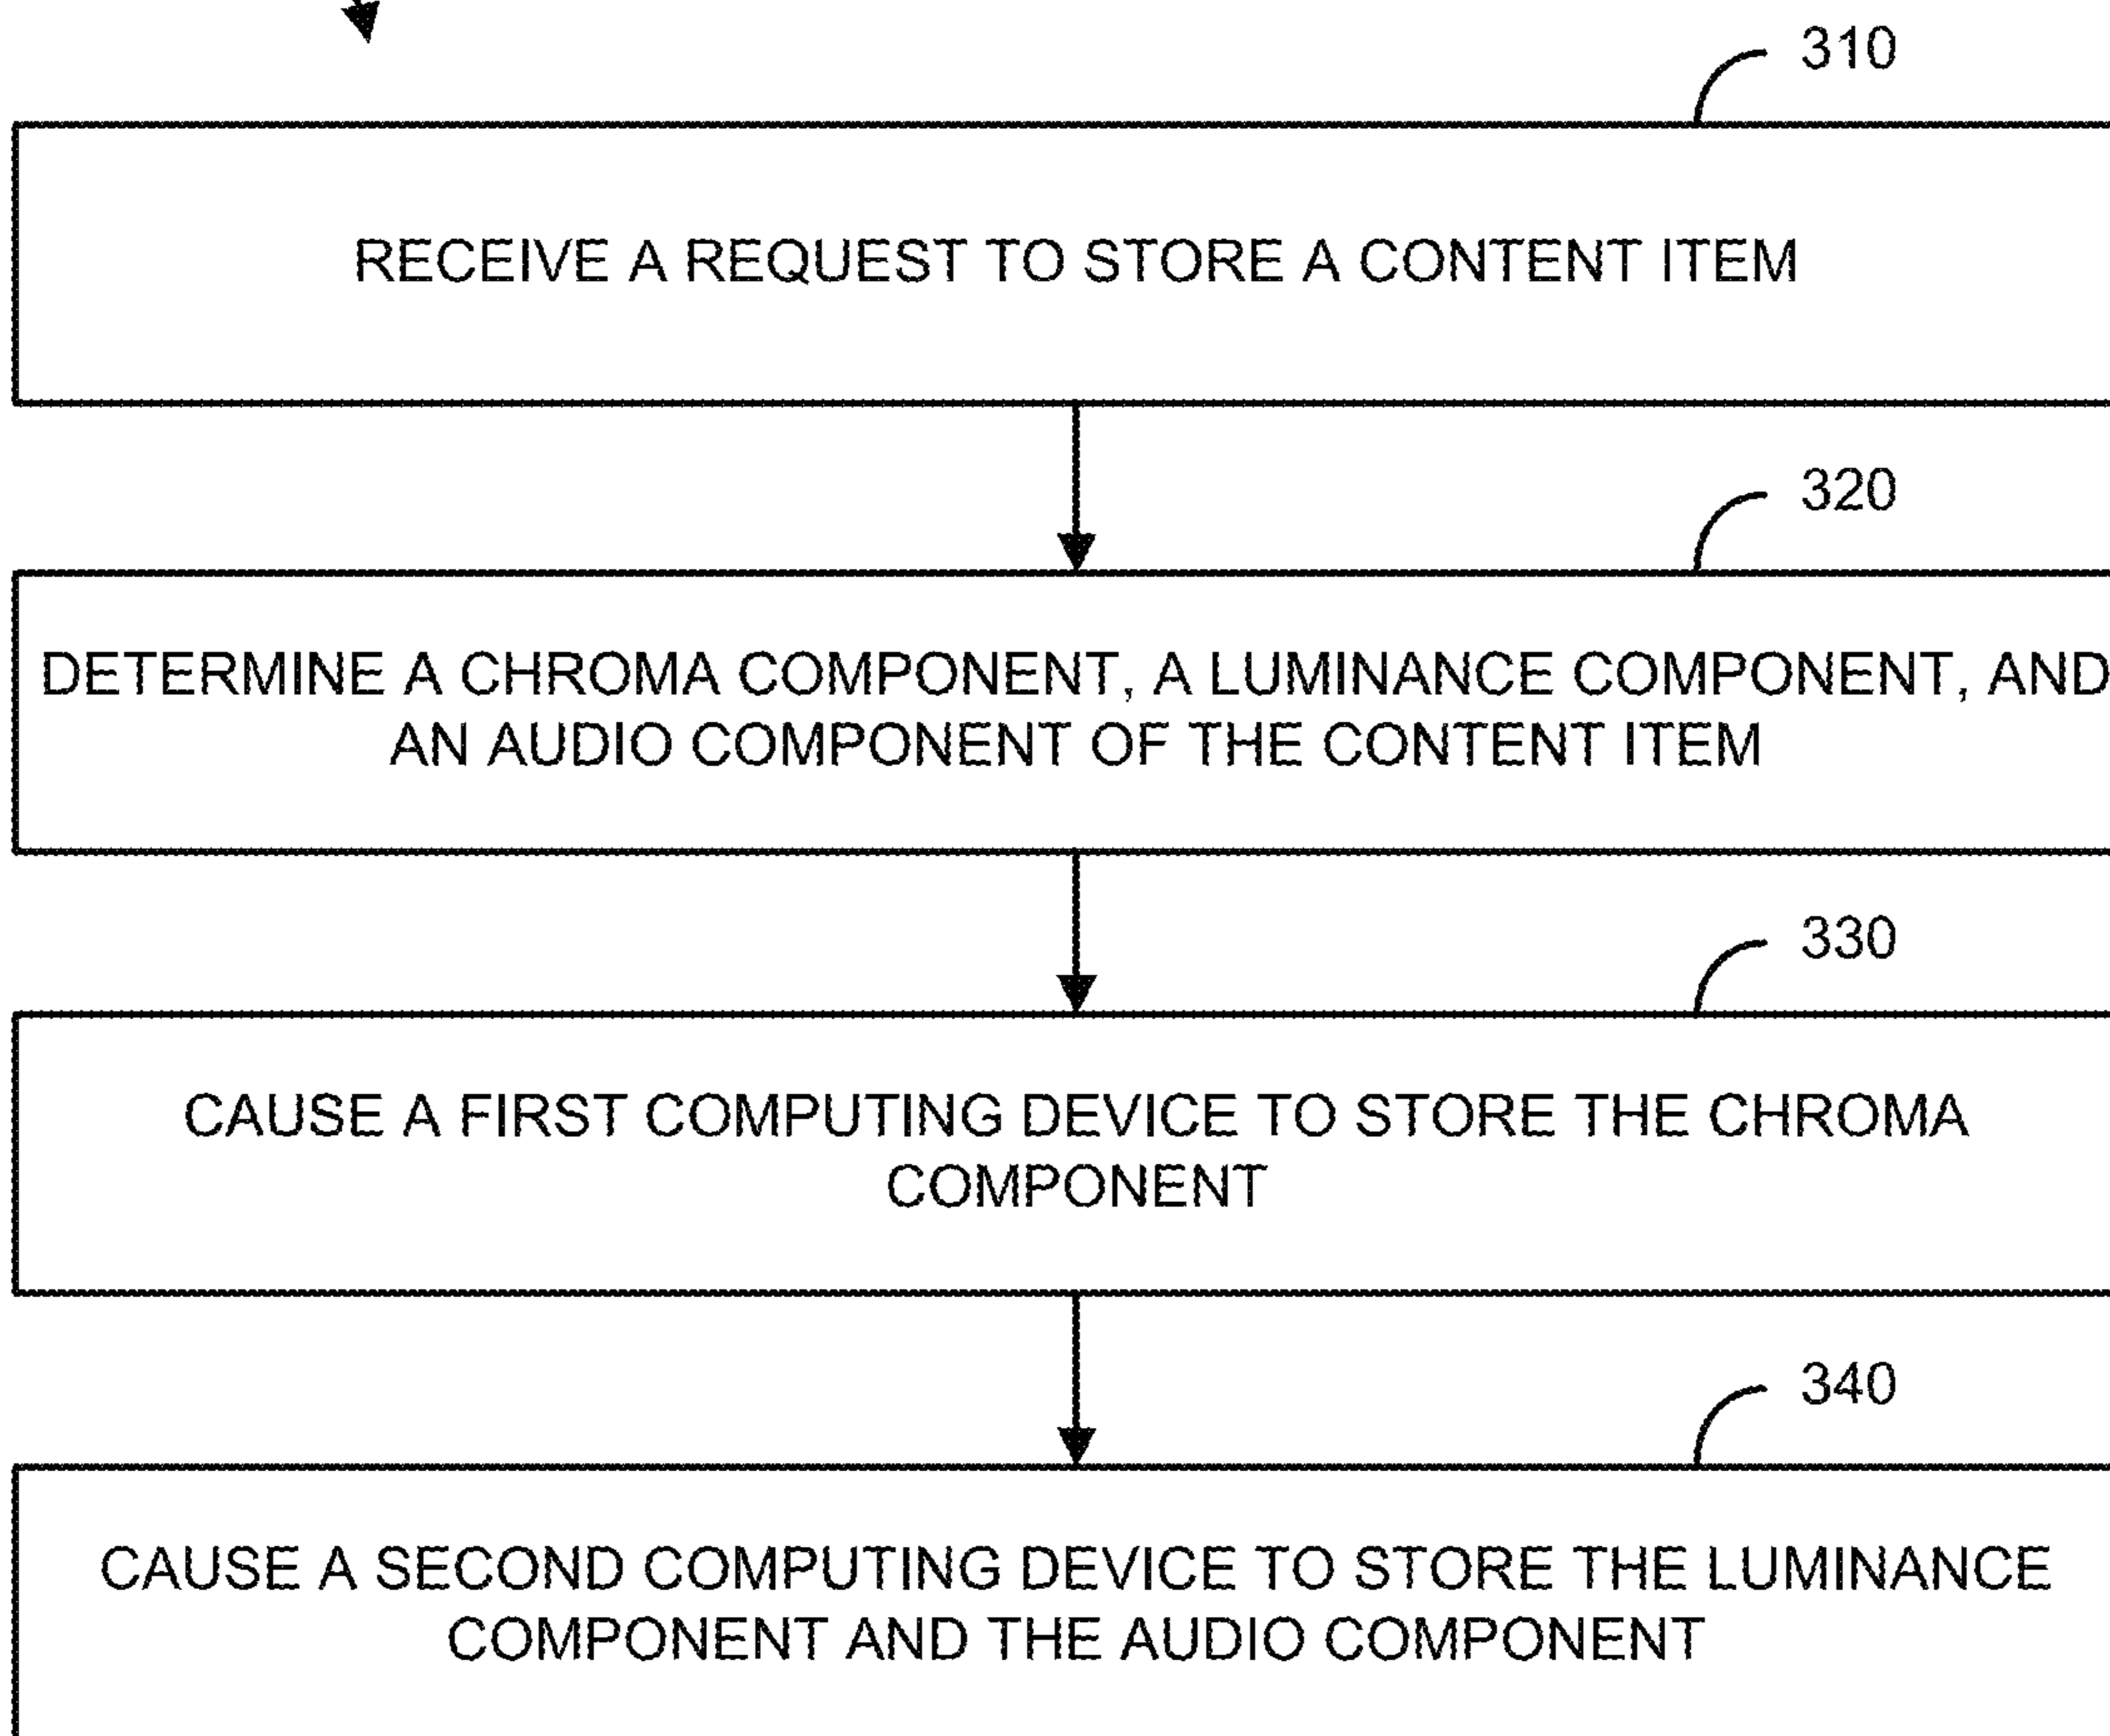 310
RECEIVE A REQUEST TO STORE A CONTENT ITEM
320
DETERMINE A CHROMA COMPONENT, A LUMINANCE COMPONENT, AND
AN AUDIO COMPONENT OF THE CONTENT ITEM
330
CAUSE A FIRST COMPUTING DEVICE TO STORE THE CHROMA
COMPONENT
340
CAUSE A SECOND COMPUTING DEVICE TO STORE THE LUMINANCE
COMPONENT AND THE AUDIO COMPONENT